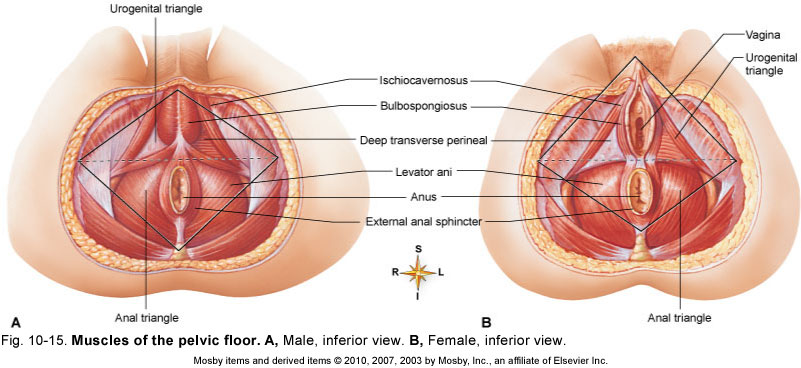 Urogenital triangle
Ischiocavernosus
Bulbospongiosus
Deep transverse perineal
Levator ani
Anus
External anal sphincter
Vagina
Urogenital
triangle
S
R L
I
Anal triangle
Anal triangle
A
B
Fig. 10-15. Muscles of the pelvic floor. A, Male, inferior view. B, Female, inferior view.
Mosby items and derived items © 2010, 2007, 2003 by Mosby, Inc., an affiliate of Elsevier Inc.